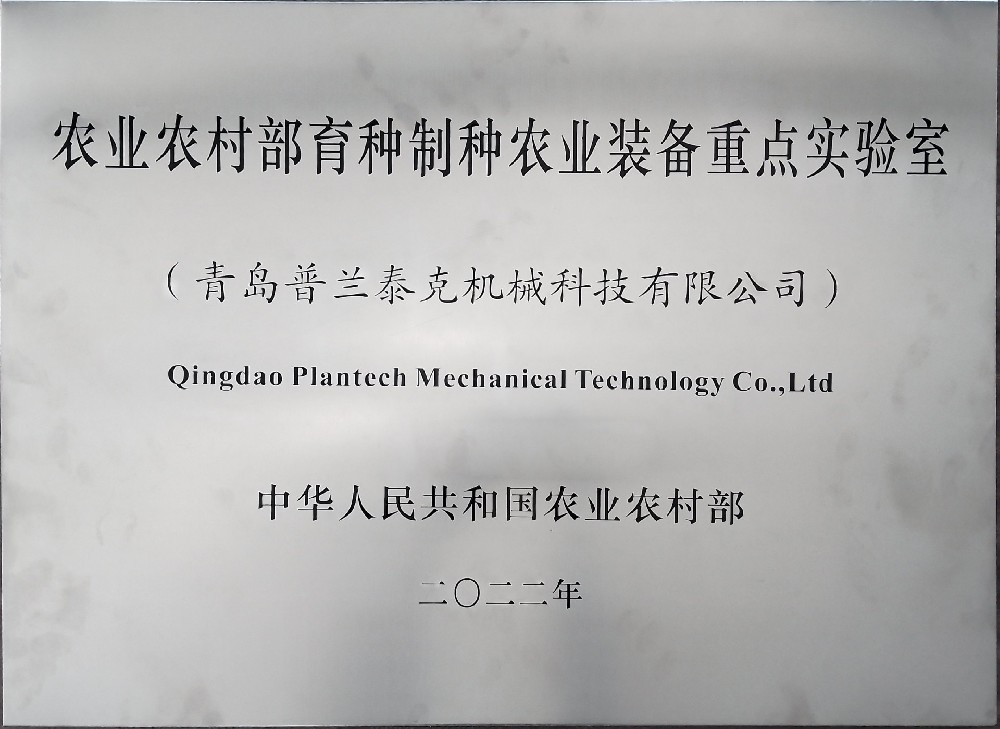 农业农村部育种制种农业装备重点实验室
（青岛普兰泰克机械科技有限公司）
Qingdao Plantech Mechanical Technology Co.,Ltd
中华人民共和国农业农村部
二〇二二年